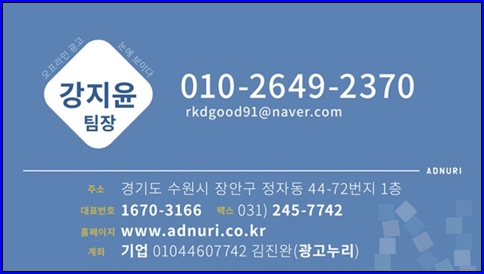 오프라인 광고
눈에 보이다
강지윤
팀장
010-2649-2370
rkdgood91@naver.com
ADNURI
주소 경기도 수원시 장안구 정자동 44-72번지 1층
대표번호 1670-3166 팩스 031) 245-7742
홈페이지 www.adnuri.co.kr
계좌 기업 01044607742 김진완(광고누리)